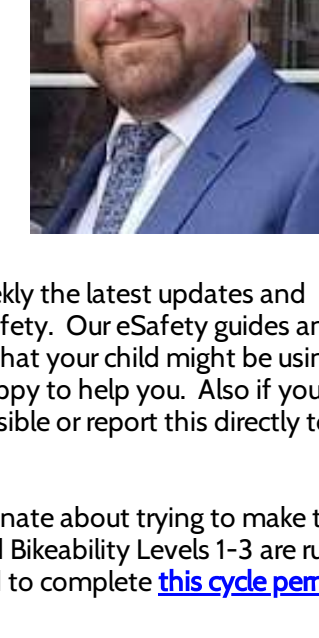 ekly the latest updates and
fety. Our eSafety guides ar
hat your child might be usin
ppy to help you. Also if you
sible or report this directly to
nate about trying to make t
d Bikeability Levels 1-3 are ru
d to complete this cycle perm